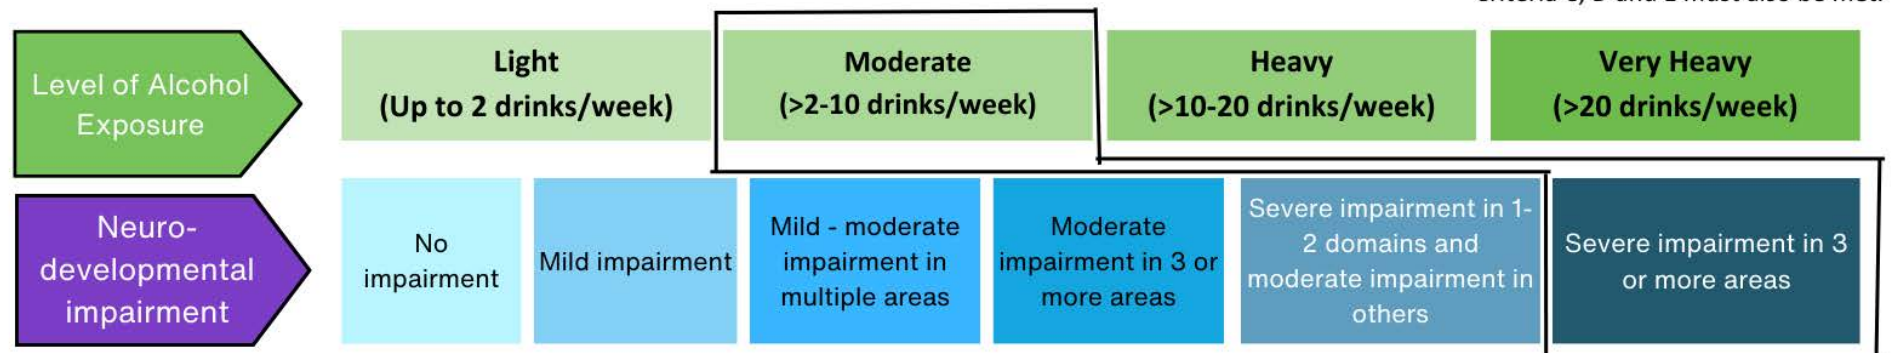 Level of Alcohol
Exposure
Light
(Up to 2 drinks/week)
Moderate
(>2-10 drinks/week)
Heavy
(>10-20 drinks/week)
Very Heavy
(>20 drinks/week)
Neuro-
developmental
impairment
No
impairment
Mild impairment
Mild - moderate
impairment in
multiple areas
Moderate
impairment in 3 or
more areas
Severe impairment in 1-
2 domains and
moderate impairment in
others
Severe impairment in 3
or more areas